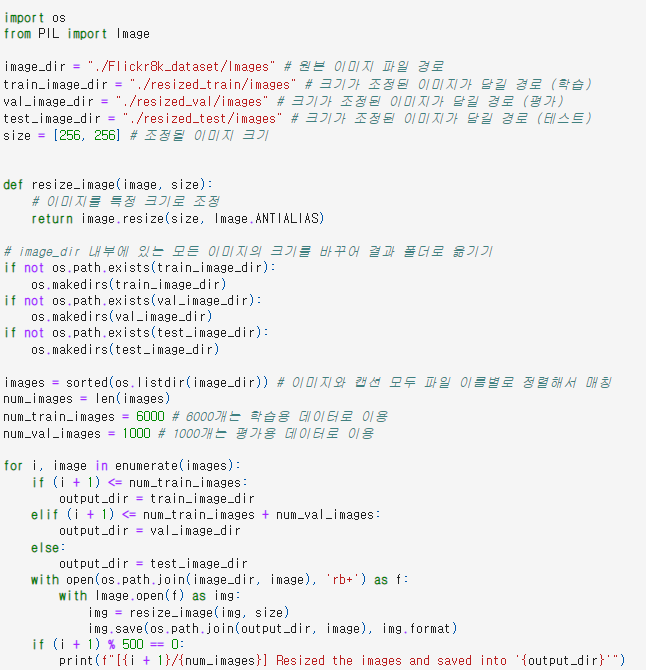 import os
from PIL import Image
image_dir = "./Flickr8k_dataset/Images" # 원본 이미지 파일 경로
train_image_dir = "./resized_train/images" # 크기가 조정된 이미지가 담길 경로 (학습)
val_image_dir = "./resized_val/images" # 크기가 조정된 이미지가 담길 경로 (평가)
test_image_dir = "./resized_test/images" # 크기가 조정된 이미지가 담길 경로 (테스트)
size = [256, 256] # 조정될 이미지 크기
def resize_image(image, size):
    # 이미지를 특정 크기로 조정
    return image.resize(size, Image.ANTIALIAS)
# image_dir 내부에 있는 모든 이미지의 크기를 바꾸어 결과 폴더로 옮기기
if not os.path.exists(train_image_dir):
    os.makedirs(train_image_dir)
if not os.path.exists(val_image_dir):
    os.makedirs(val_image_dir)
if not os.path.exists(test_image_dir):
    os.makedirs(test_image_dir)
images = sorted(os.listdir(image_dir)) # 이미지와 캡션 모두 파일 이름별로 정렬해서 매칭
num_images = len(images)
num_train_images = 6000 # 6000개는 학습용 데이터로 이용
num_val_images = 1000 # 1000개는 평가용 데이터로 이용
for i, image in enumerate(images):
    if (i + 1) <= num_train_images:
        output_dir = train_image_dir
    elif (i + 1) <= num_train_images + num_val_images:
        output_dir = val_image_dir
    else:
        output_dir = test_image_dir
    with open(os.path.join(image_dir, image), 'rb+') as f:
        with Image.open(f) as img:
            img = resize_image(img, size)
            img.save(os.path.join(output_dir, image), img.format)
    if (i + 1) % 500 == 0:
        print(f"[{i + 1}/{num_images}] Resized the images and saved into '{output_dir}'")